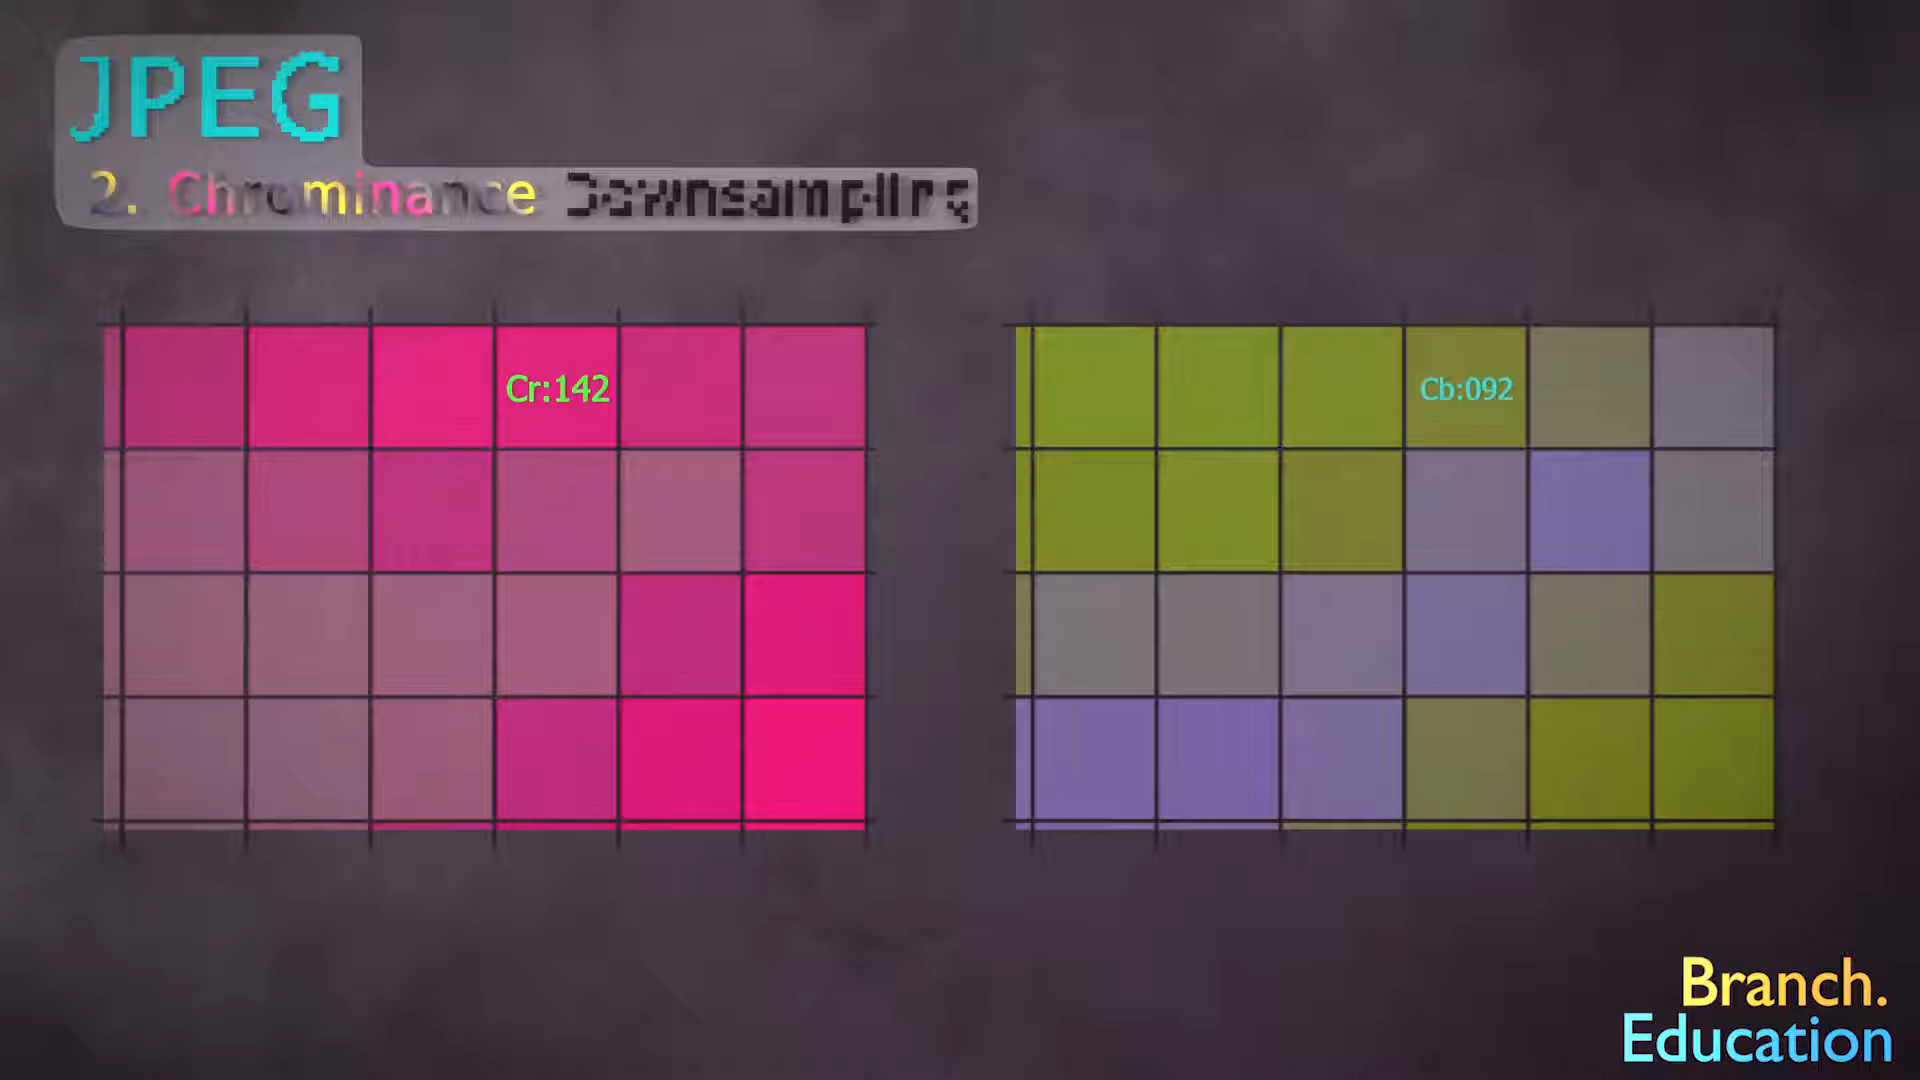 JPEG
2. Chrominance Downsampling
Cr:142
Cb:092
Branch.
Education